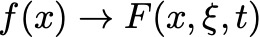 f(x) → F(x, ξ, t)